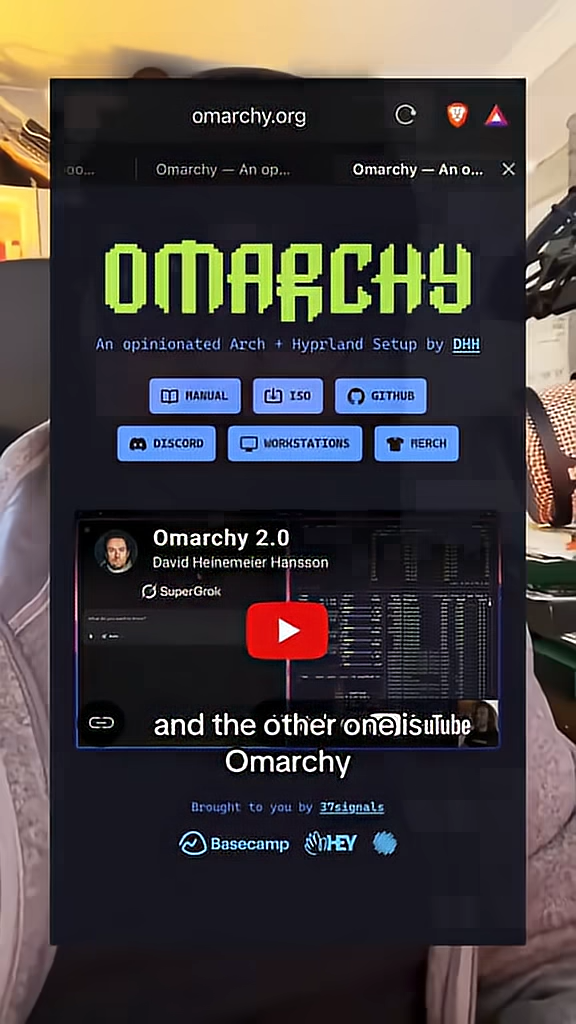 omarchy.org
Omarchy — An op...
Omarchy — An o...
OMARCHY
An opinionated Arch + Hyprland Setup by DHH
MANUAL
ISO
GITHUB
DISCORD
WORKSTATIONS
MERCH
Omarchy 2.0
David Heinemeier Hansson
SuperGrok
and the other one is
Omarchy
Brought to you by 37signals
Basecamp
HEY